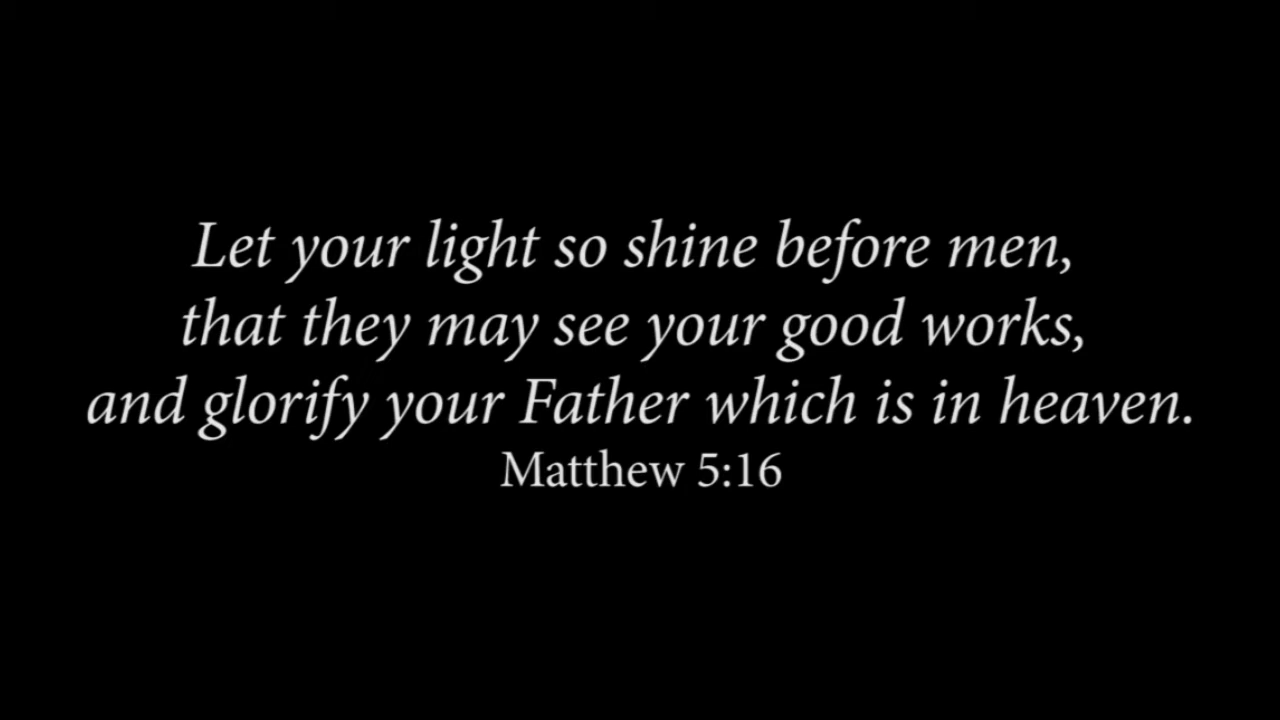 Let your light so shine before men,
that they may see your good works,
and glorify your Father which is in heaven.
Matthew 5:16